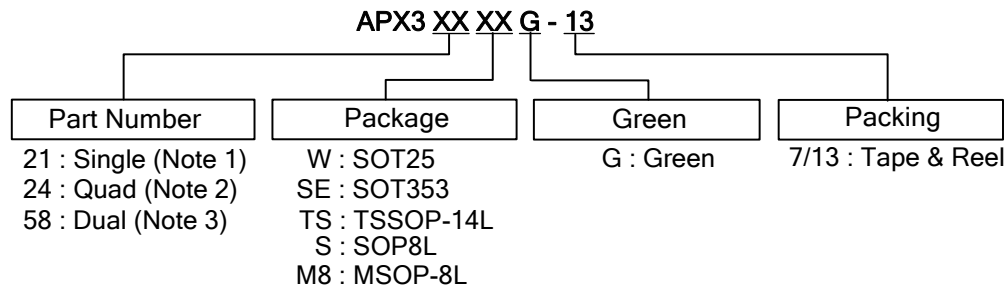 APX3 XX XX G - 13
Part Number
Package
Green
Packing
21 : Single (Note 1)
24 : Quad (Note 2)
58 : Dual (Note 3)
W : SOT25
SE : SOT353
TS : TSSOP-14L
S : SOP8L
M8 : MSOP-8L
G : Green
7/13 : Tape & Reel